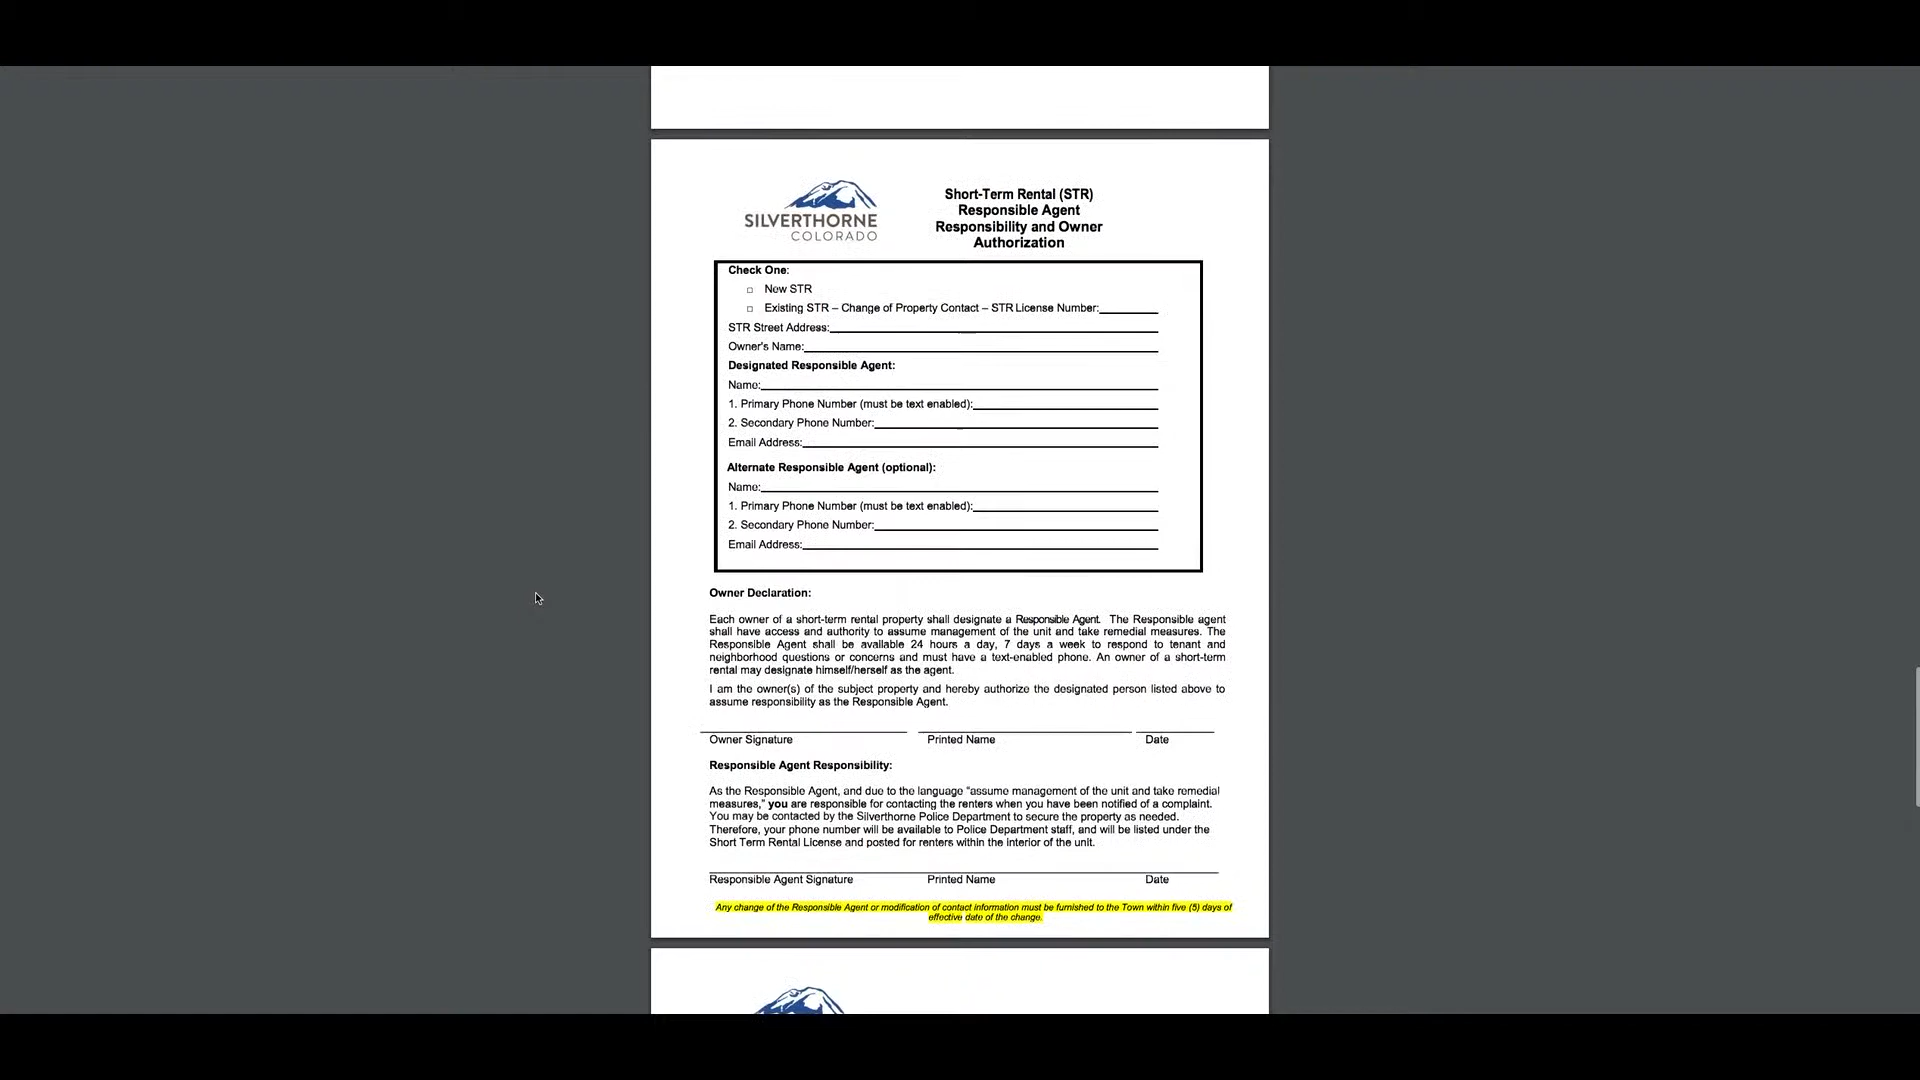 SILVERTHORNE
COLORADO
Short-Term Rental (STR)
Responsible Agent
Responsibility and Owner
Authorization
Check One:
New STR
Existing STR – Change of Property Contact – STR License Number:
STR Street Address:
Owner's Name:
Designated Responsible Agent:
Name:
1. Primary Phone Number (must be text enabled):
2. Secondary Phone Number:
Email Address:
Alternate Responsible Agent (optional):
Name:
1. Primary Phone Number (must be text enabled):
2. Secondary Phone Number:
Email Address:
Owner Declaration:
Each owner of a short-term rental property shall designate a Responsible Agent. The Responsible agent
shall have access and authority to assume management of the unit and take remedial measures. The
Responsible Agent shall be available 24 hours a day, 7 days a week to respond to tenant and
neighborhood questions or concerns and must have a text-enabled phone. An owner of a short-term
rental may designate himself/herself as the agent.
I am the owner(s) of the subject property and hereby authorize the designated person listed above to
assume responsibility as the Responsible Agent.
Owner Signature Printed Name Date
Responsible Agent Responsibility:
As the Responsible Agent, and due to the language “assume management of the unit and take remedial
measures,” you are responsible for contacting the renters when you have been notified of a complaint.
You may be contacted by the Silverthorne Police Department to secure the property as needed.
Therefore, your phone number will be available to Police Department staff, and will be listed under the
Short Term Rental License and posted for renters within the interior of the unit.
Responsible Agent Signature Printed Name Date
Any change of the Responsible Agent or modification of contact information must be furnished to the Town within five (5) days of
effective date of the change.